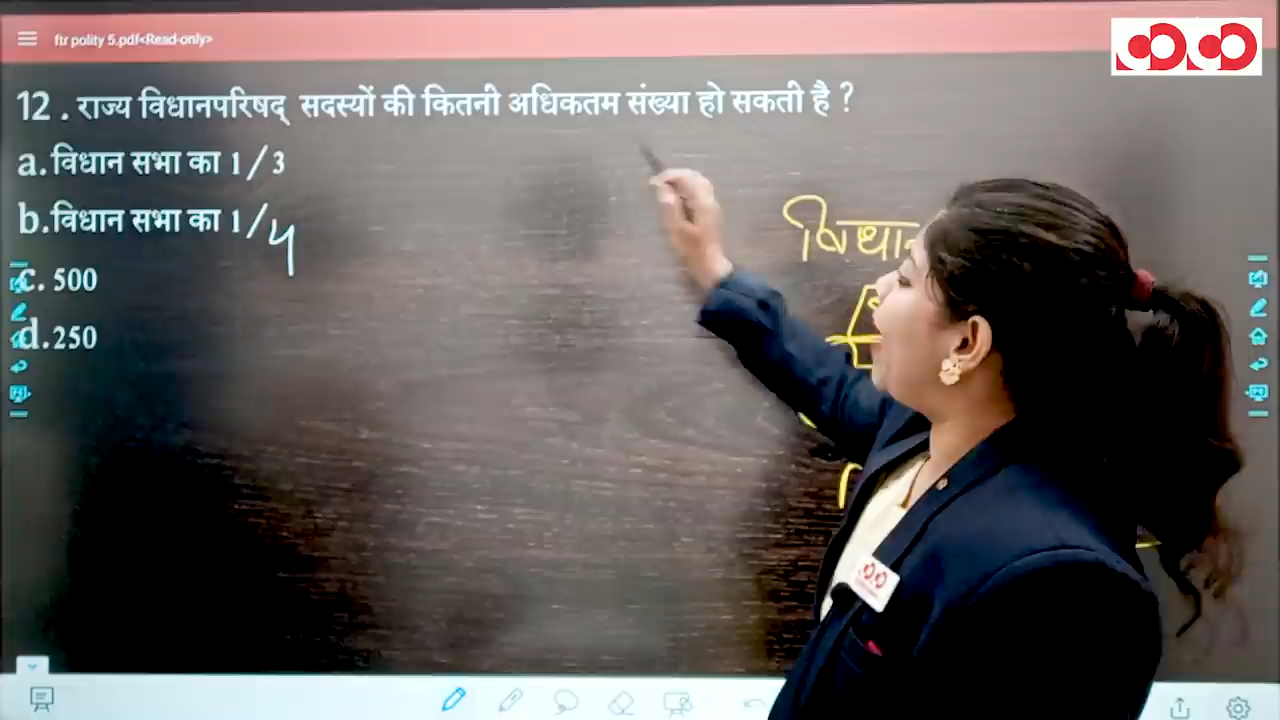 ftr polity 5.pdf<Read-only>
12 . राज्य विधानपरिषद् सदस्यों की कितनी अधिकतम संख्या हो सकती है ?
a. विधान सभा का 1/3
b. विधान सभा का 1/4
c. 500
d. 250